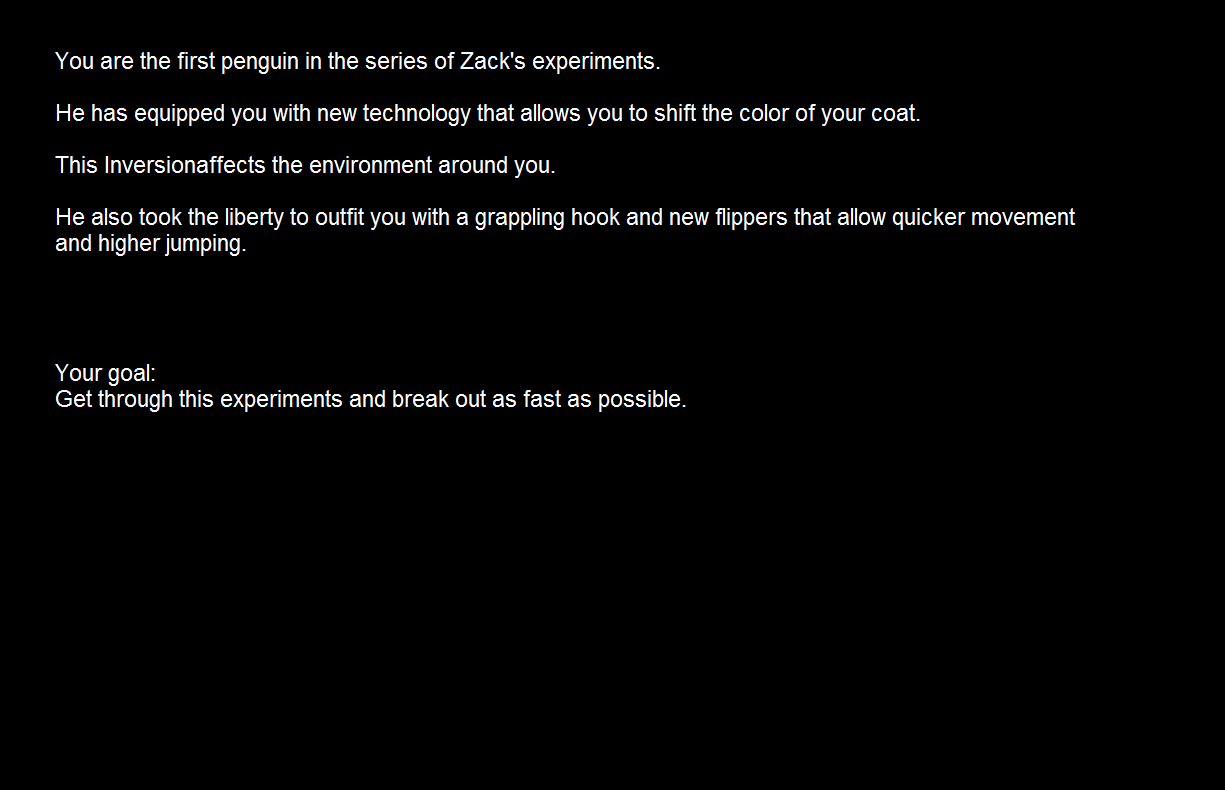 You are the first penguin in the series of Zack's experiments.
He has equipped you with new technology that allows you to shift the color of your coat.
This Inversionaffects the environment around you.
He also took the liberty to outfit you with a grappling hook and new flippers that allow quicker movement
and higher jumping.
Your goal:
Get through this experiments and break out as fast as possible.